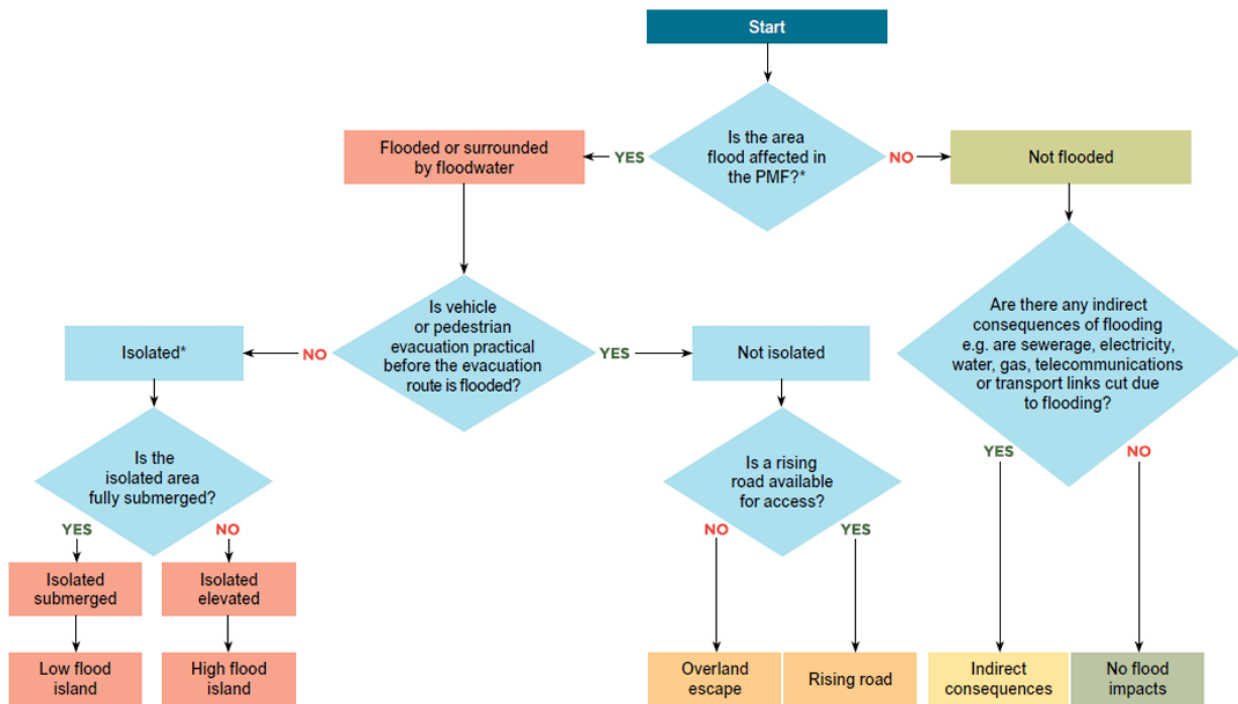 Start
Is the area
flood affected in
the PMF?*
YES
NO
Flooded or surrounded
by floodwater
Not flooded
Is vehicle
or pedestrian
evacuation practical
before the evacuation
route is flooded?
NO
YES
Isolated*
Not isolated
Are there any indirect
consequences of flooding
e.g. are sewerage, electricity,
water, gas, telecommunications
or transport links cut due
to flooding?
Is the
isolated area
fully submerged?
YES
NO
Is a rising
road available
for access?
NO
YES
YES
NO
Isolated
submerged
Isolated
elevated
Low flood
island
High flood
island
Overland
escape
Rising road
Indirect
consequences
No flood
impacts